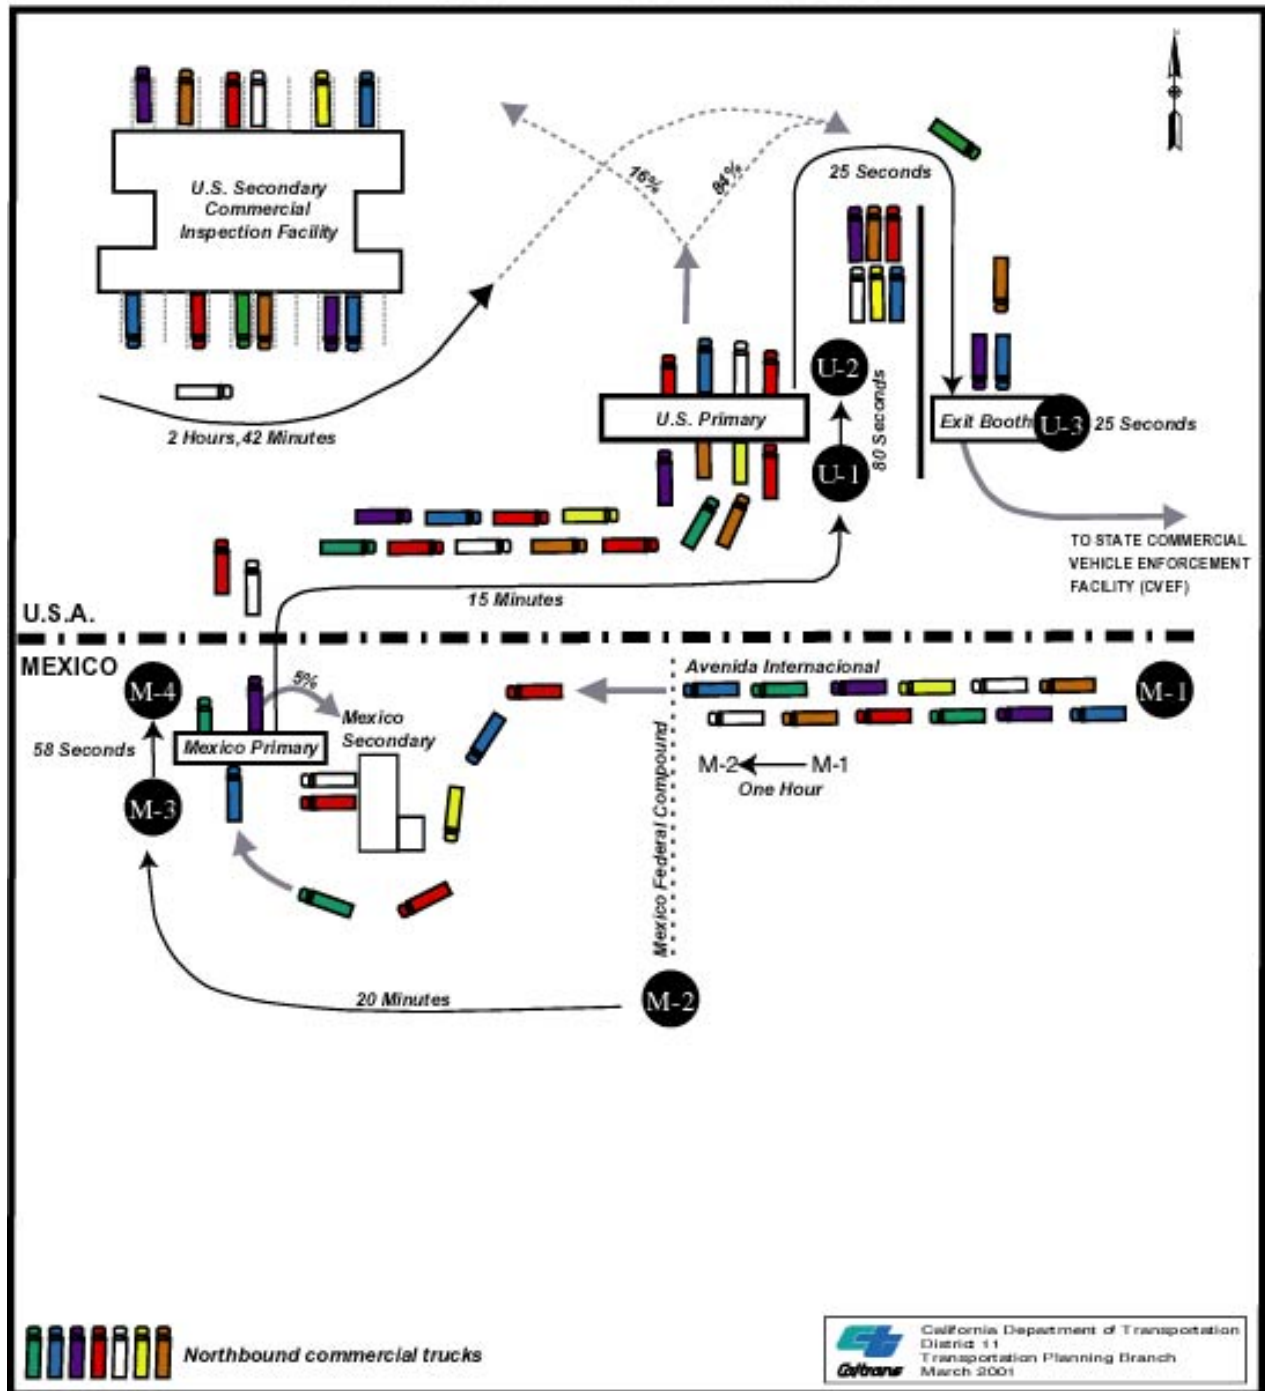 U.S. Secondary
Commercial
Inspection Facility
16%
84%
25 Seconds
2 Hours,42 Minutes
U.S. Primary
U-2
80 Seconds
U-1
Exit Booth
U-3
25 Seconds
TO STATE COMMERCIAL
VEHICLE ENFORCEMENT
FACILITY (CVEF)
15 Minutes
U.S.A.
MEXICO
M-4
5%
Mexico
Secondary
58 Seconds
Mexico Primary
M-3
Avenida Internacional
M-1
M-2
M-1
One Hour
Mexico Federal Compound
20 Minutes
M-2
Northbound commercial trucks
Caltrans
California Department of Transportation
District 11
Transportation Planning Branch
March 2001